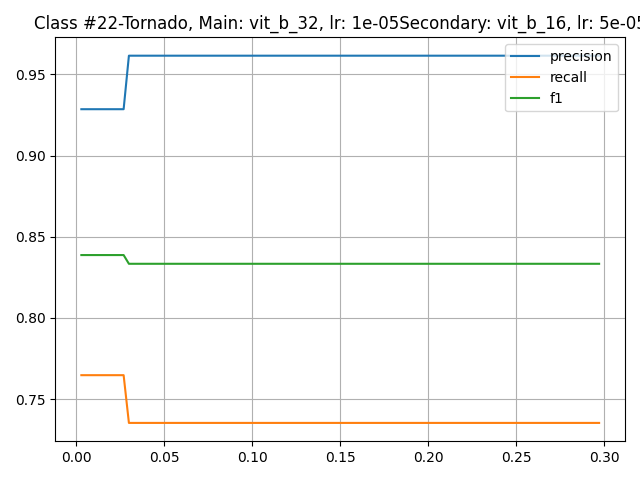 Class #22-Tornado, Main: vit_b_32, lr: 1e-05Secondary: vit_b_16, lr: 5e-05
precision
recall
f1
0.95
0.90
0.85
0.80
0.75
0.00 0.05 0.10 0.15 0.20 0.25 0.30